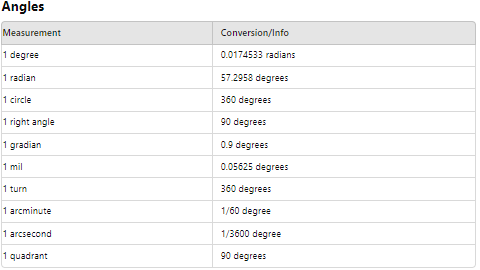 Angles
Measurement Conversion/Info
1 degree 0.0174533 radians
1 radian 57.2958 degrees
1 circle 360 degrees
1 right angle 90 degrees
1 gradian 0.9 degrees
1 mil 0.05625 degrees
1 turn 360 degrees
1 arcminute 1/60 degree
1 arcsecond 1/3600 degree
1 quadrant 90 degrees